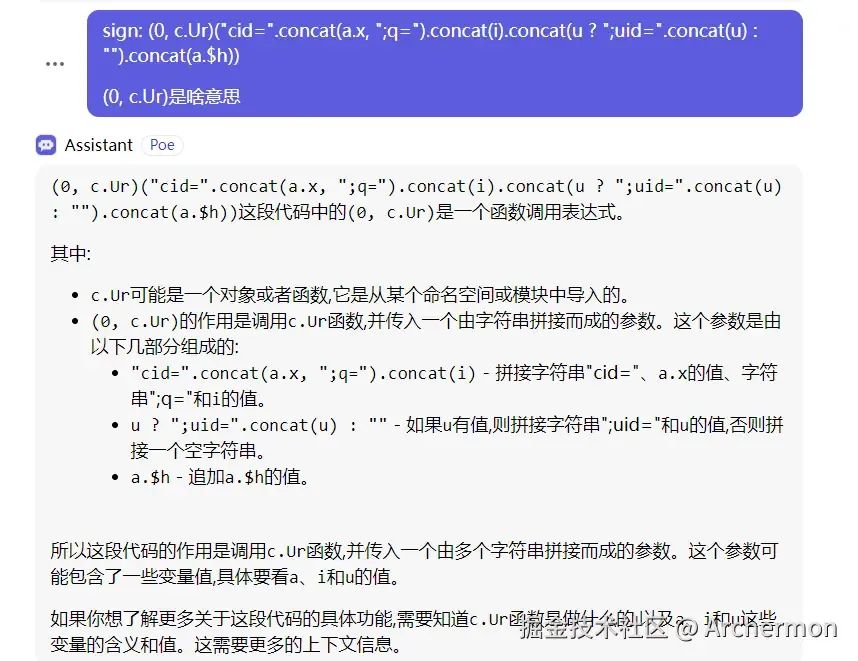 sign: (0, c.Ur)("cid=".concat(a.x, ";q=").concat(i).concat(u ? ";uid=".concat(u) :
"").concat(a.$h))
(0, c.Ur)是啥意思
Assistant Poe
(0, c.Ur)("cid=".concat(a.x, ";q=").concat(i).concat(u ? ";uid=".concat(u)
: "").concat(a.$h))这段代码中的(0, c.Ur)是一个函数调用表达式。
其中:
• c.Ur可能是一个对象或者函数,它是从某个命名空间或模块中导入的。
• (0, c.Ur)的作用是调用c.Ur函数,并传入一个由字符串拼接而成的参数。这个参数是由
以下几部分组成的:
• "cid=".concat(a.x, ";q=").concat(i) - 拼接字符串"cid="、a.x的值、字符
串";q="和i的值。
• u ? ";uid=".concat(u) : "" - 如果u有值,则拼接字符串";uid="和u的值,否则拼
接一个空字符串。
• a.$h - 追加a.$h的值。
所以这段代码的作用是调用c.Ur函数,并传入一个由多个字符串拼接而成的参数。这个参数可
能包含了一些变量值,具体要看a、i和u的值。
如果你想了解更多关于这段代码的具体功能,需要知道c.Ur函数是做什么的,以及a、i和u这些
变量的含义和值。这需要更多的上下文信息。
掘金技术社区 @ Archermon